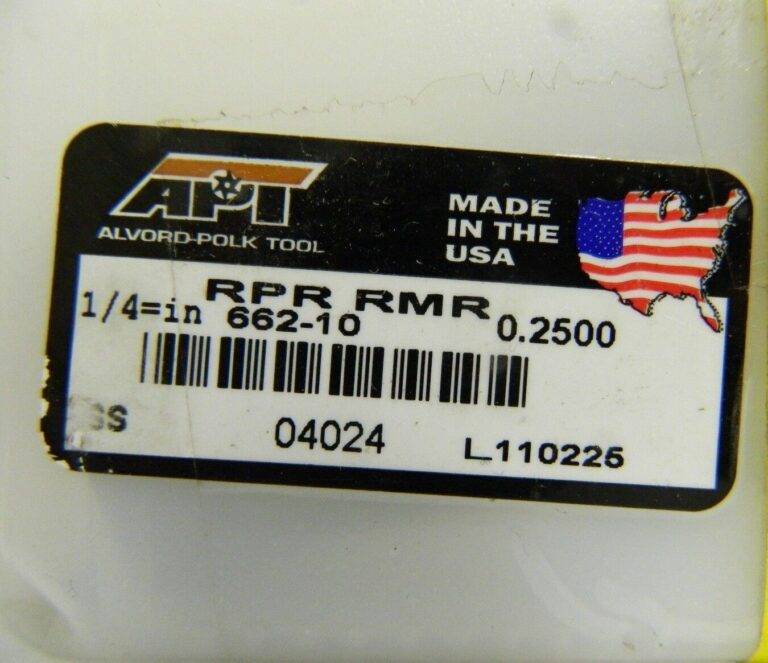 API
ALVORD-POLK TOOL
MADE
IN THE
USA
RPR RMR
1/4=in 662-10 0.2500
04024 L110225